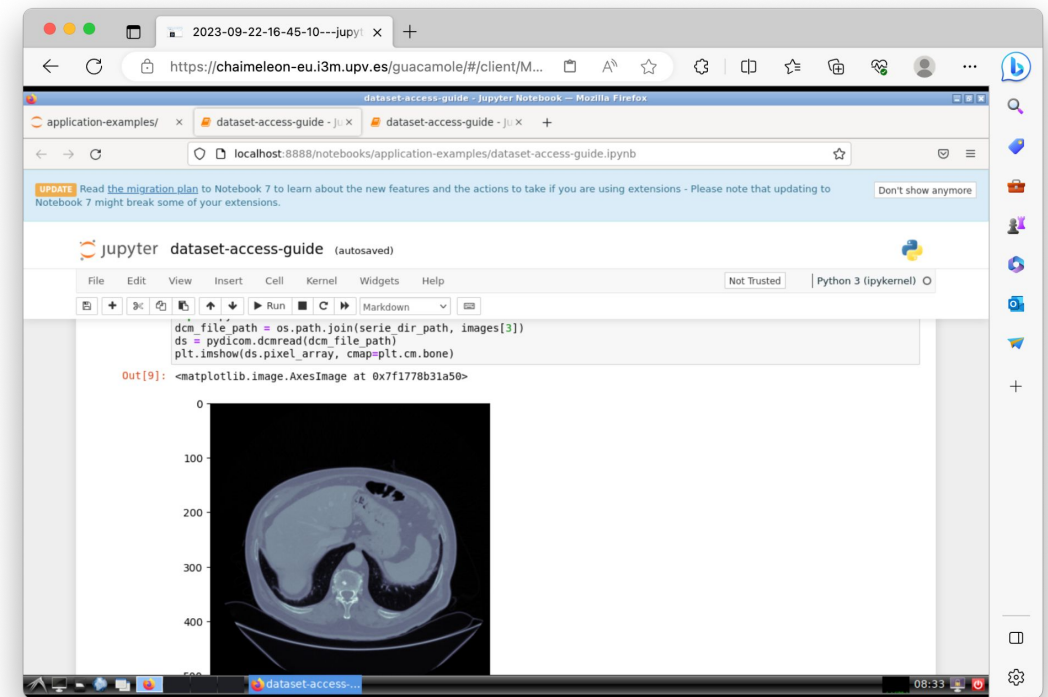 2023-09-22-16-45-10---jupyt
https://chaimeleon-eu.i3m.upv.es/guacamole/#/client/M...
dataset-access-guide - Jupyter Notebook — Mozilla Firefox
application-examples/
dataset-access-guide - Ju
dataset-access-guide - Ju
localhost:8888/notebooks/application-examples/dataset-access-guide.ipynb
UPDATE Read the migration plan to Notebook 7 to learn about the new features and the actions to take if you are using extensions - Please note that updating to
Notebook 7 might break some of your extensions.
Don't show anymore
jupyter dataset-access-guide (autosaved)
File Edit View Insert Cell Kernel Widgets Help
Not Trusted
Python 3 (ipykernel)
Run
Markdown
dcm_file_path = os.path.join(serie_dir_path, images[3])
ds = pydicom.dcmread(dcm_file_path)
plt.imshow(ds.pixel_array, cmap=plt.cm.bone)
Out[9]: <matplotlib.image.AxesImage at 0x7f1778b31a50>
0
100
200
300
400
dataset-access-...
08:33